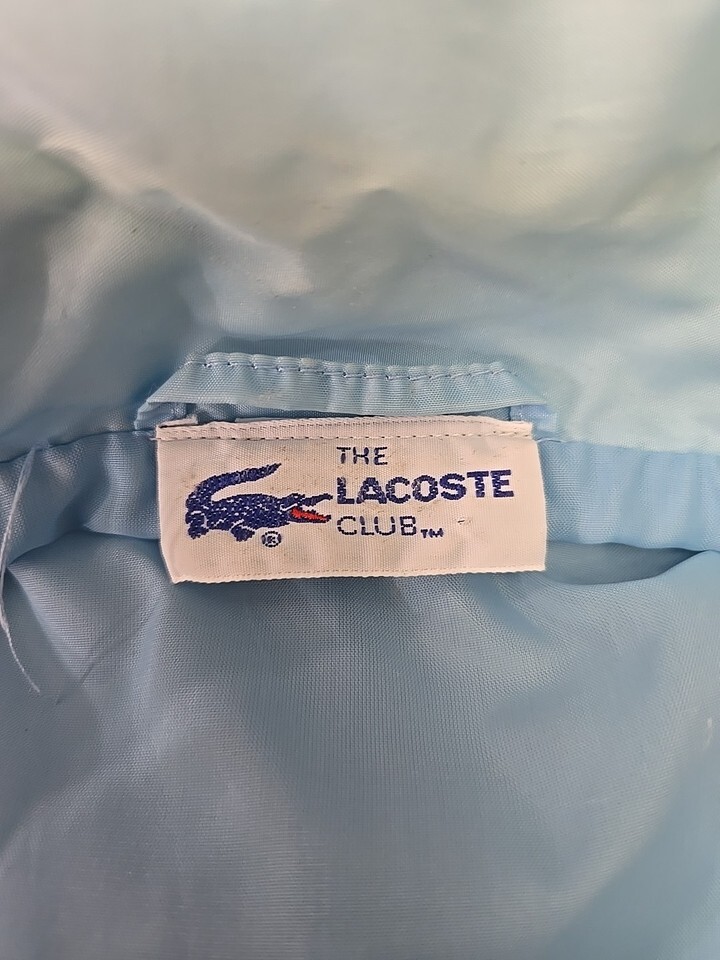 THE
LACOSTE
CLUB™
®